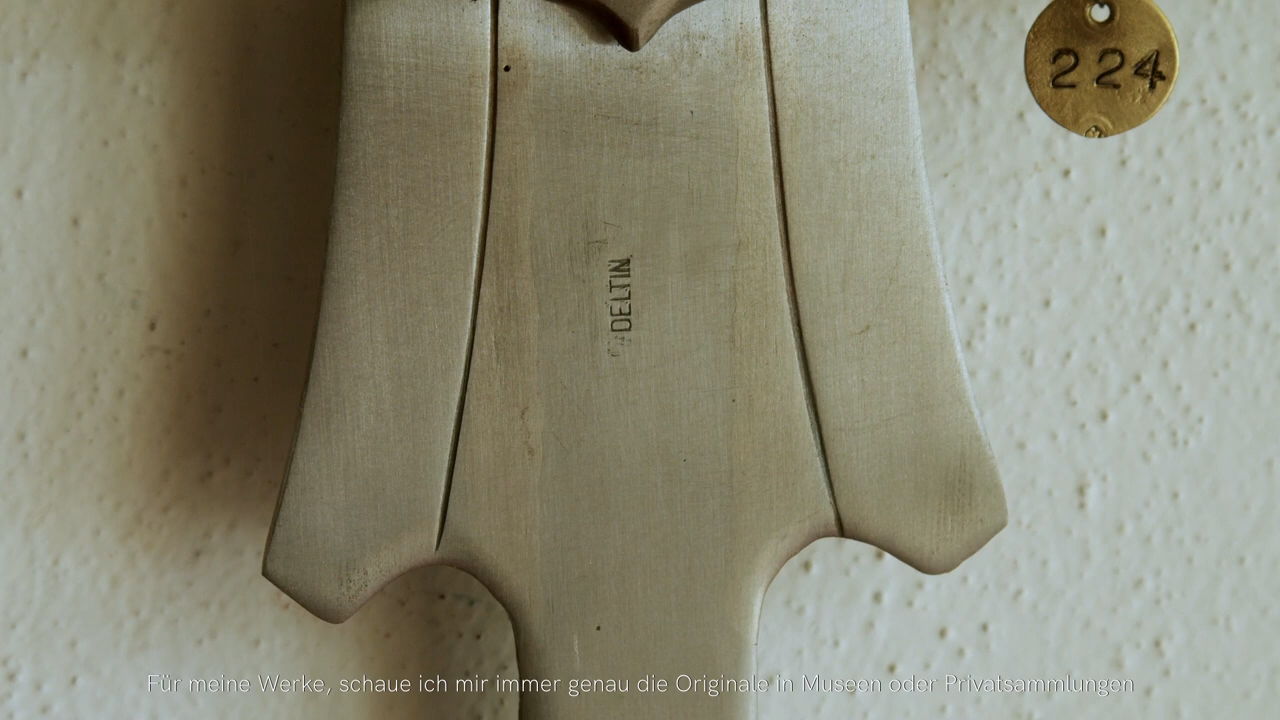 224
DELTIN
Für meine Werke, schaue ich mir immer genau die Originale in Museen oder Privatsammlungen